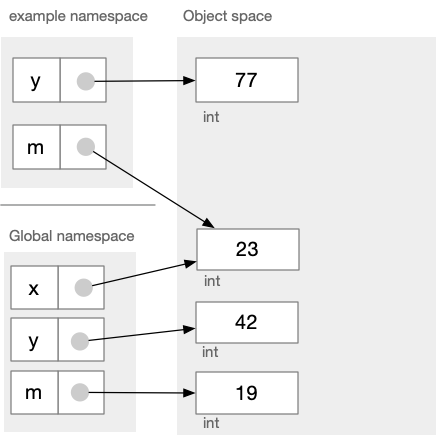 example namespace
Object space
y
77
int
m
Global namespace
23
x
int
y
42
int
m
19
int